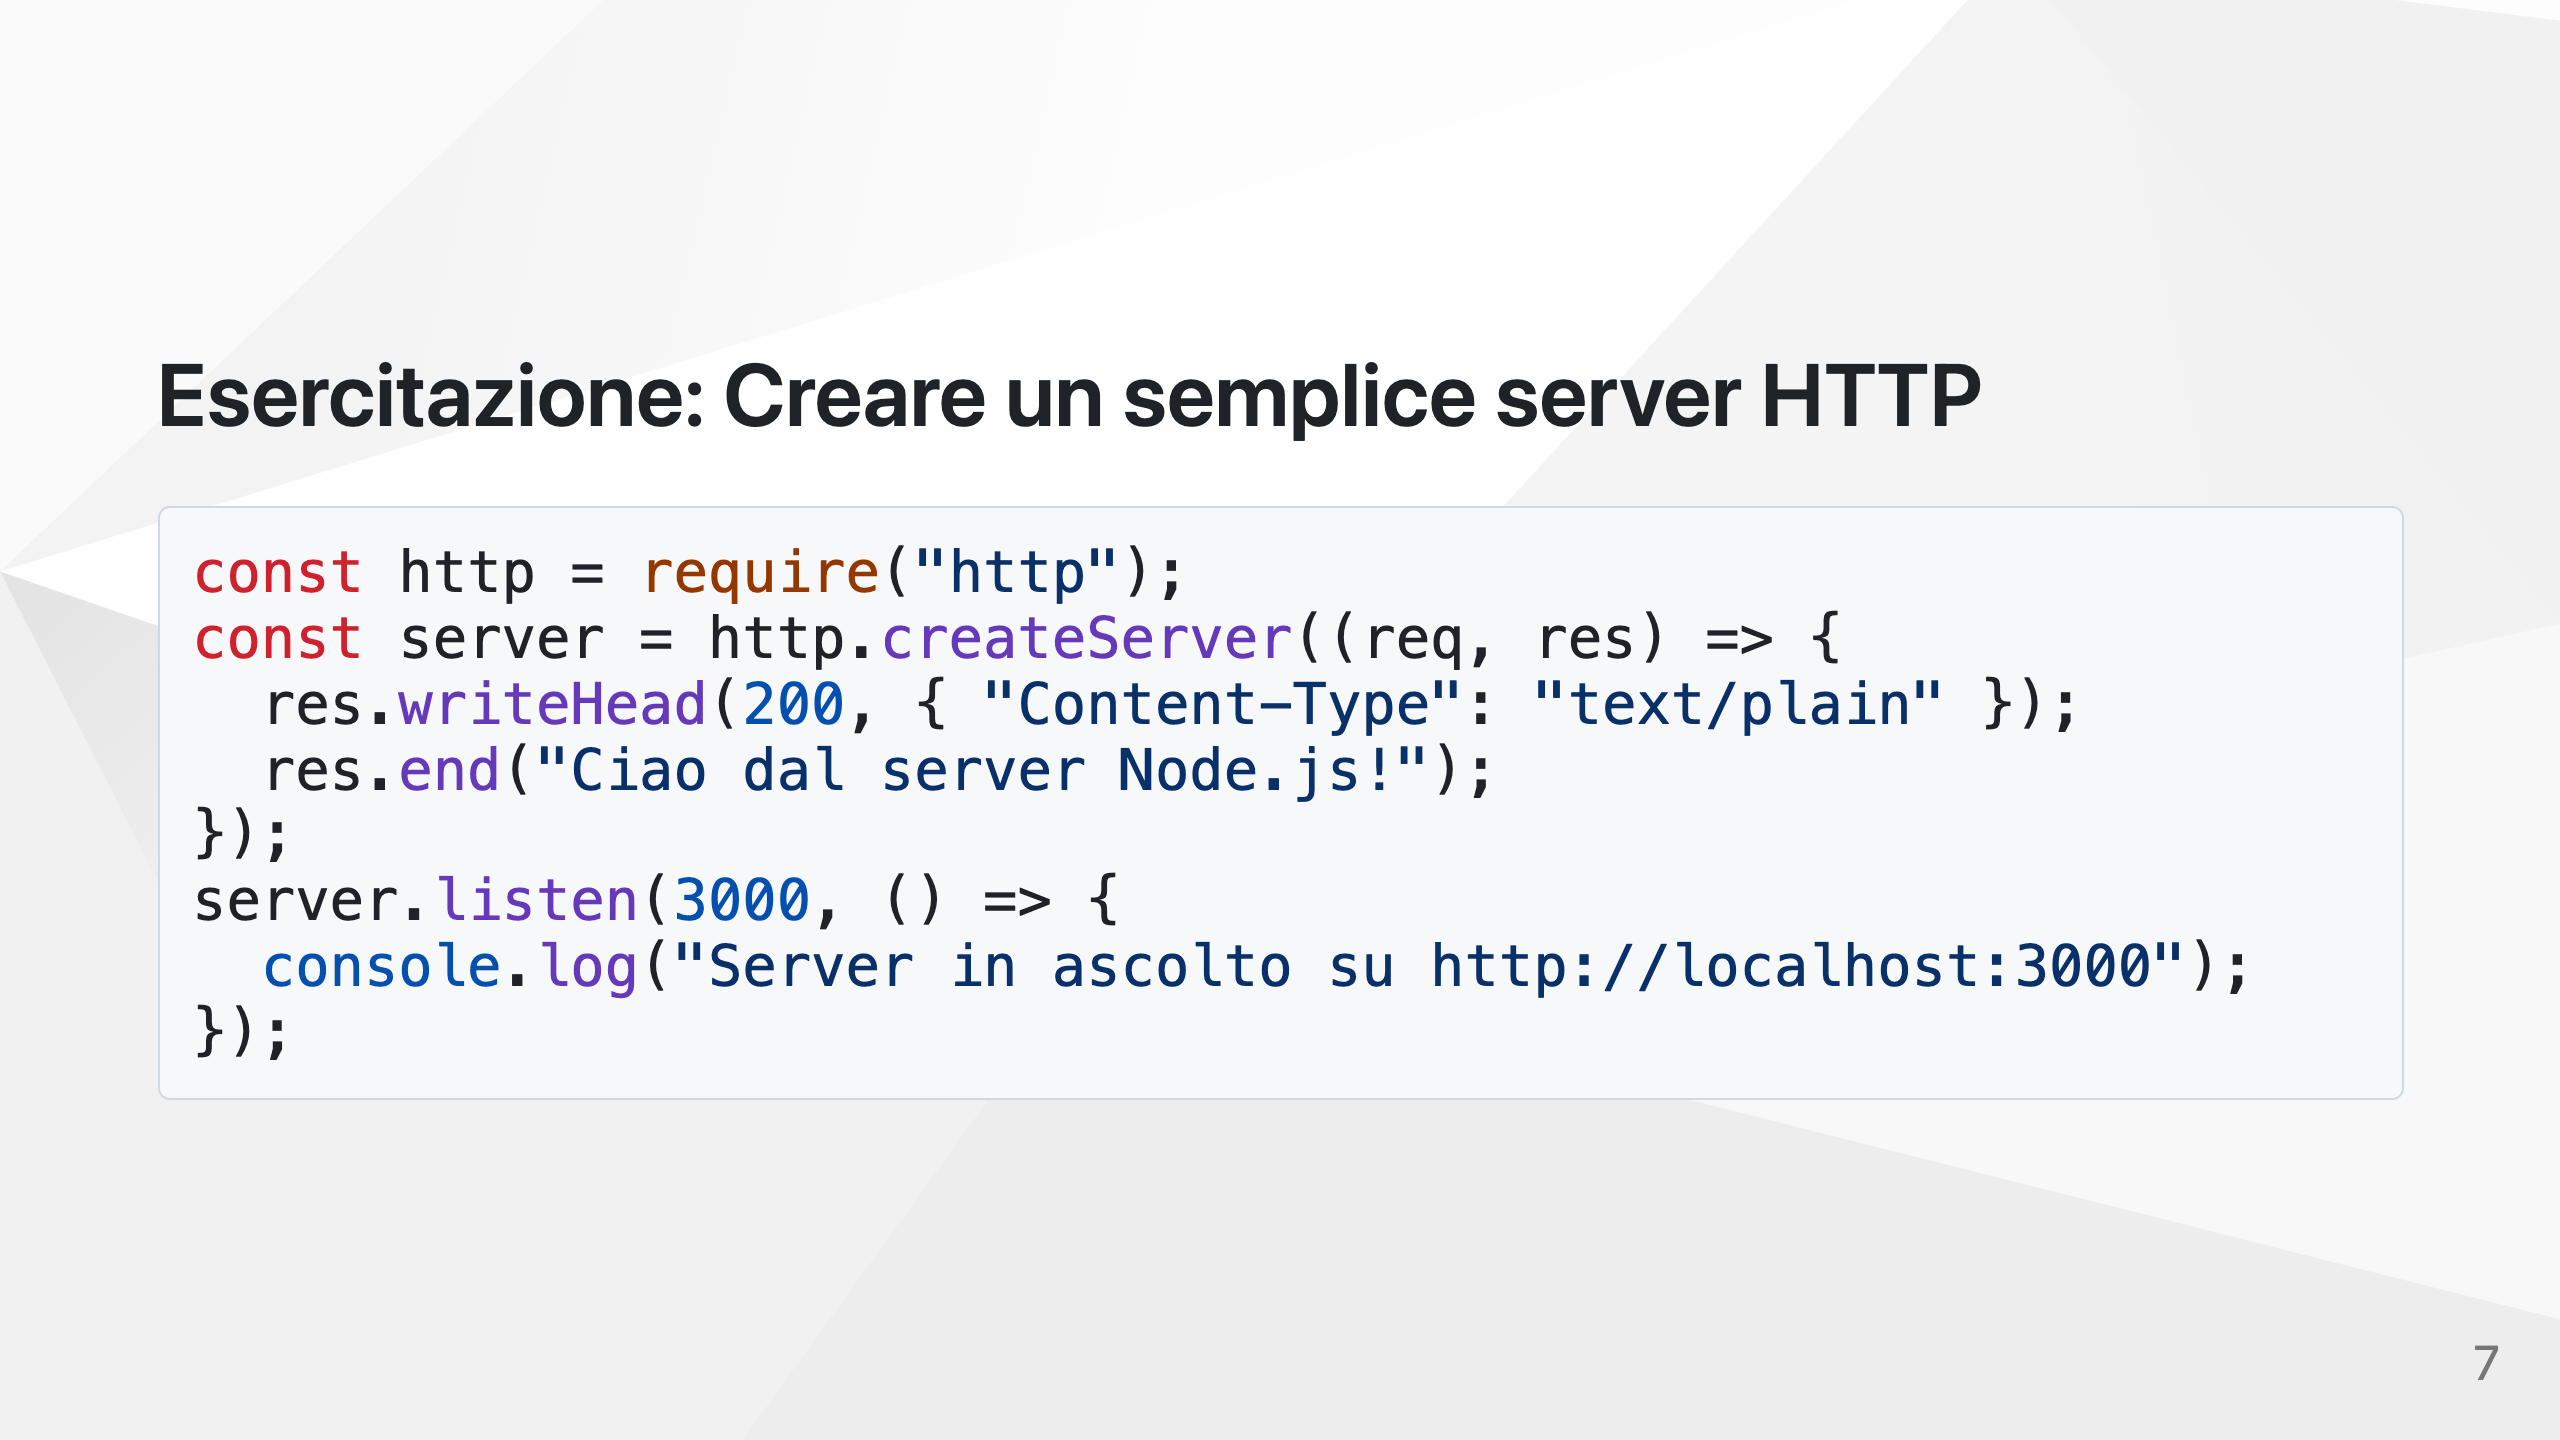 Esercitazione: Creare un semplice server HTTP
const http = require("http");
const server = http.createServer((req, res) => {
  res.writeHead(200, { "Content-Type": "text/plain" });
  res.end("Ciao dal server Node.js!");
});
server.listen(3000, () => {
  console.log("Server in ascolto su http://localhost:3000");
});
7